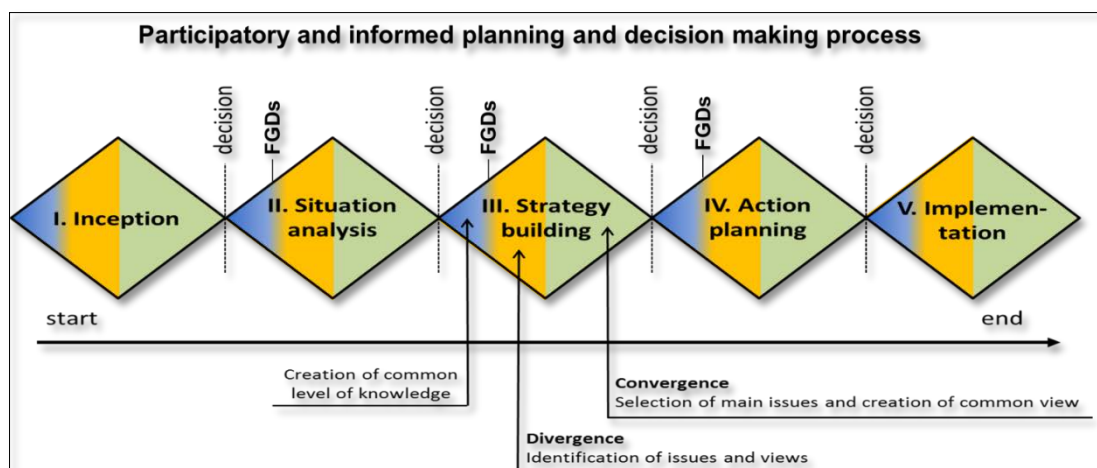 Participatory and informed planning and decision making process
decision
FGDs
decision
FGDs
decision
FGDs
decision
I. Inception
II. Situation
analysis
III. Strategy
building
IV. Action
planning
V. Implemen-
tation
start
end
Creation of common
level of knowledge
Convergence
Selection of main issues and creation of common view
Divergence
Identification of issues and views